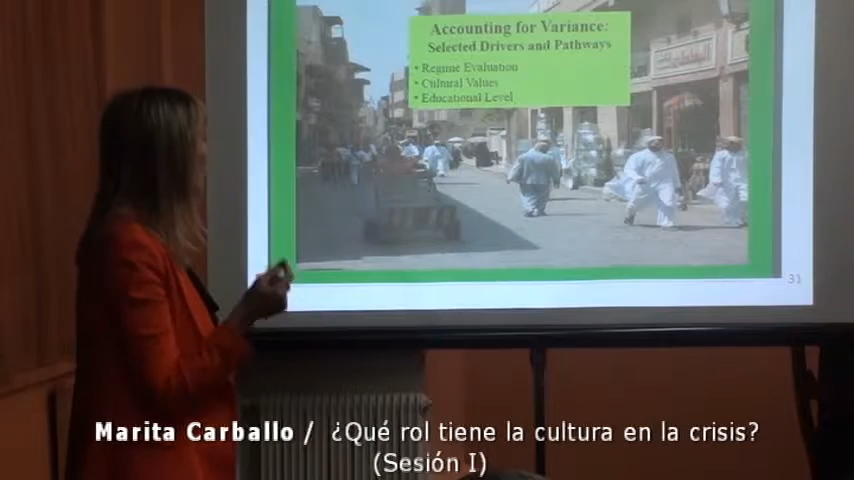 Accounting for Variance:
Selected Drivers and Pathways
• Regime Evaluation
• Cultural Values
• Educational Level
31
Marita Carballo / ¿Qué rol tiene la cultura en la crisis?
(Sesión I)